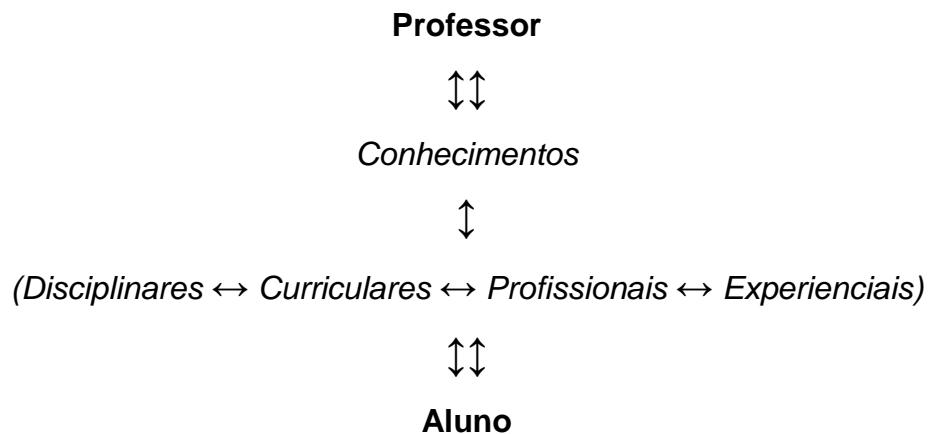 Professor
↕↕
Conhecimentos
↕
(Disciplinares ↔ Curriculares ↔ Profissionais ↔ Experienciais)
↕↕
Aluno